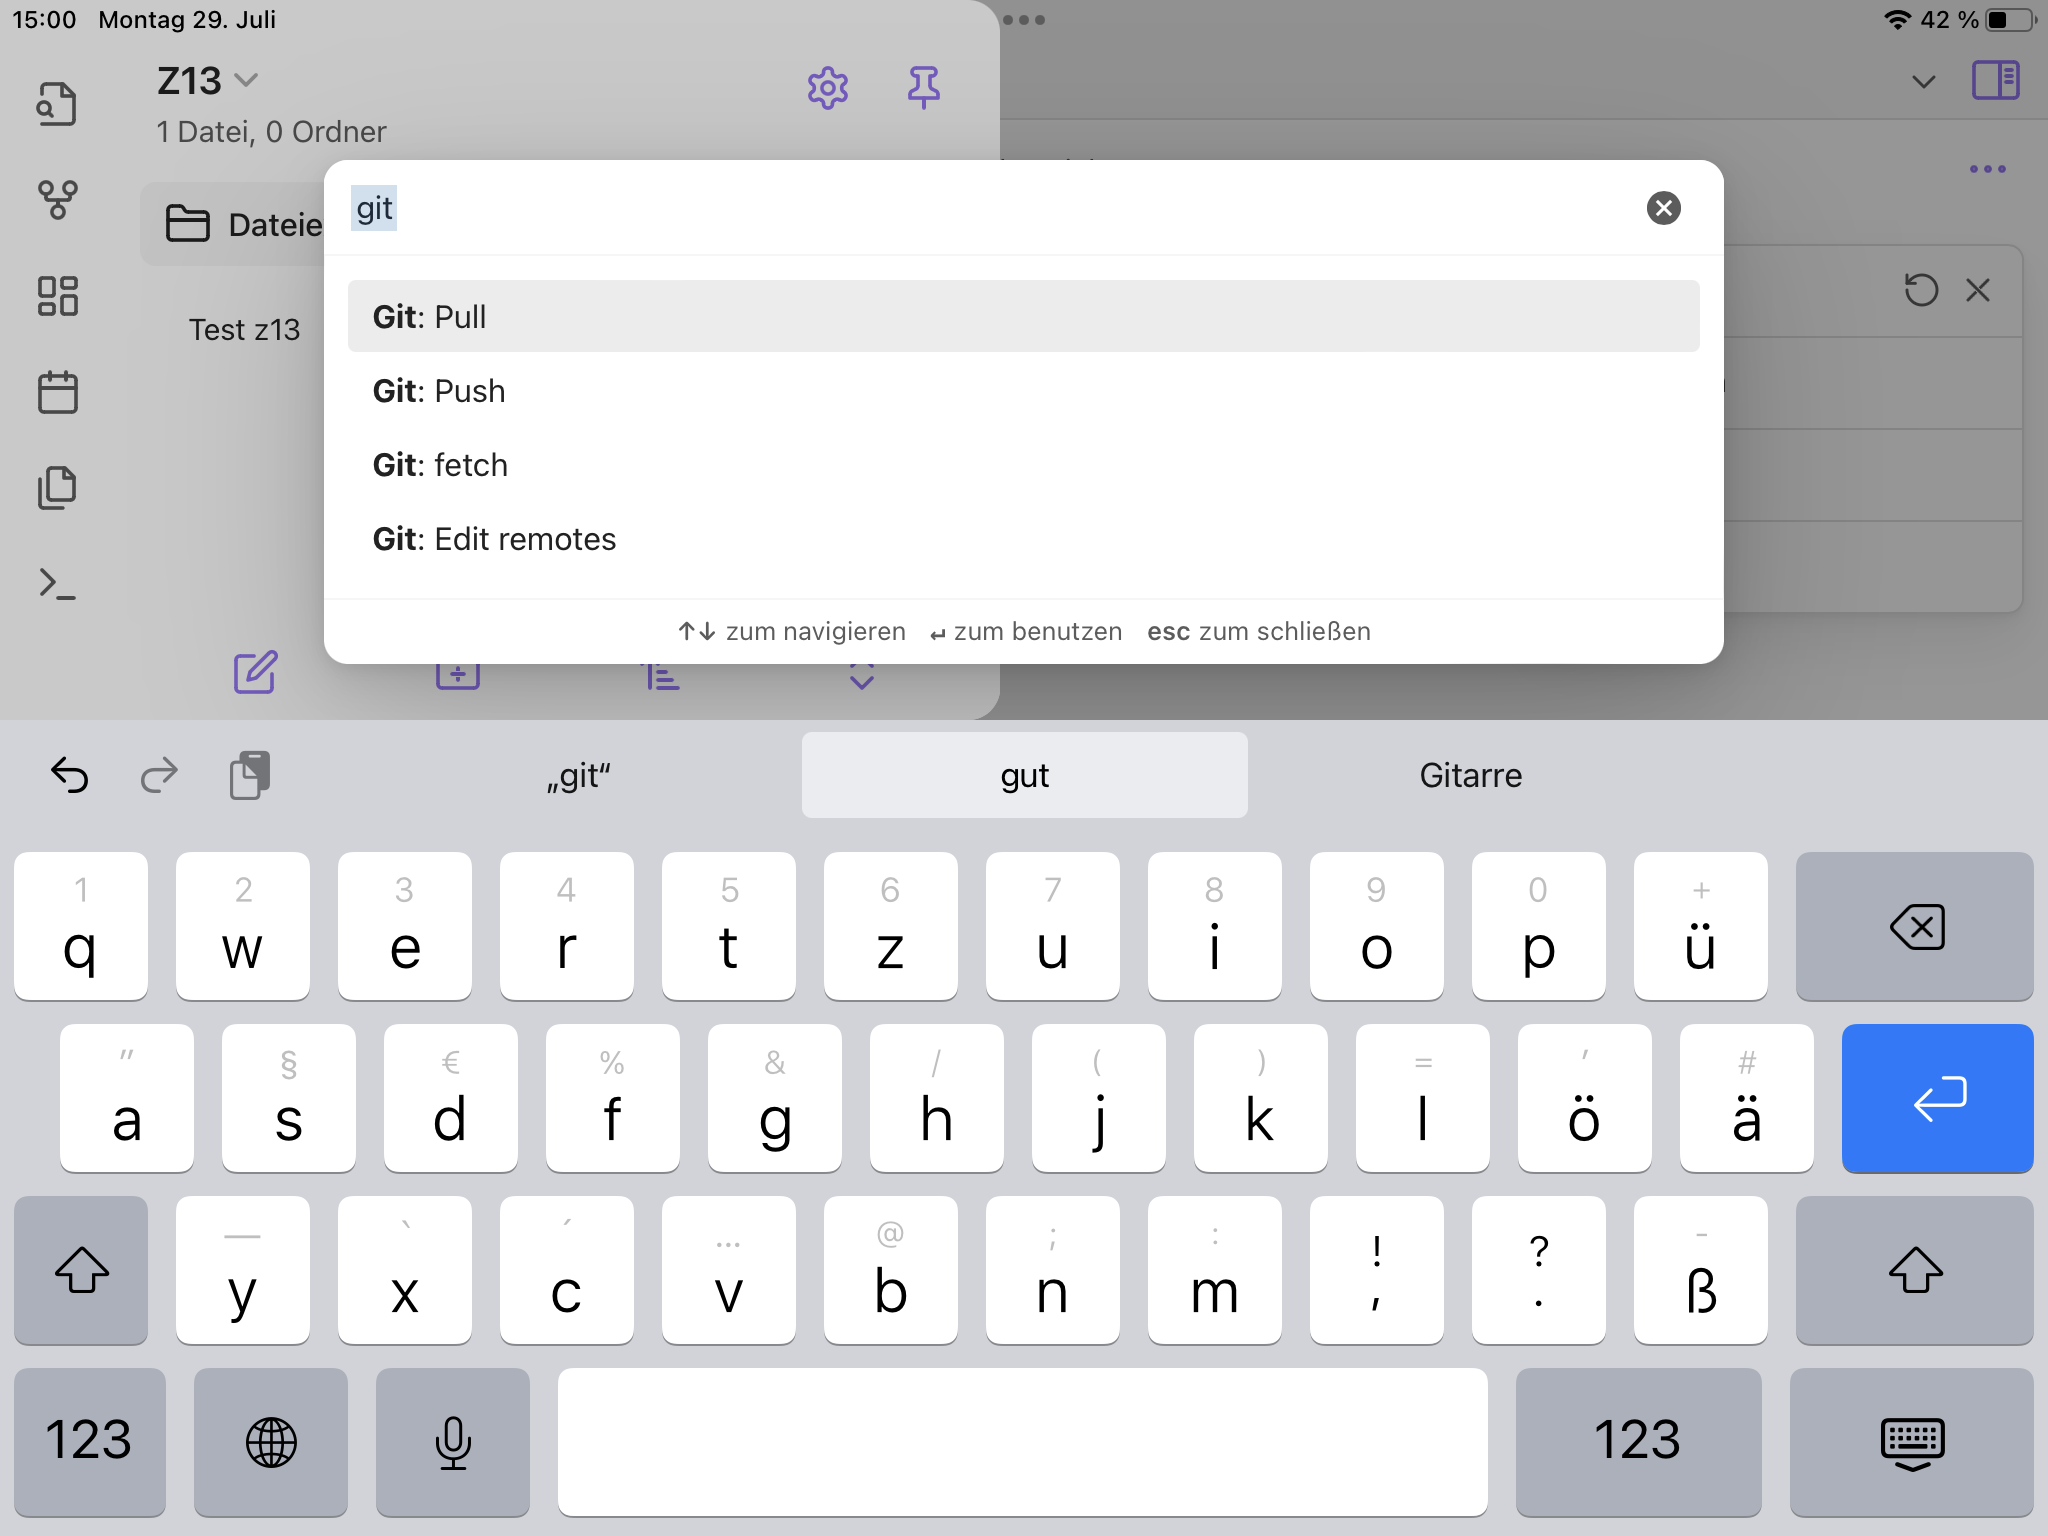 15:00 Montag 29. Juli
42 %
Z13
1 Datei, 0 Ordner
Dateie
Test z13
git
Git: Pull
Git: Push
Git: fetch
Git: Edit remotes
↑↓ zum navigieren ↵ zum benutzen esc zum schließen
„git“ gut Gitarre
1 2 3 4 5 6 7 8 9 0 +
q w e r t z u i o p ü
" § € % & / ( ) = ' #
a s d f g h j k l ö ä
— ` ´ ... @ ; : ! ? -
y x c v b n m , . ß
123 123